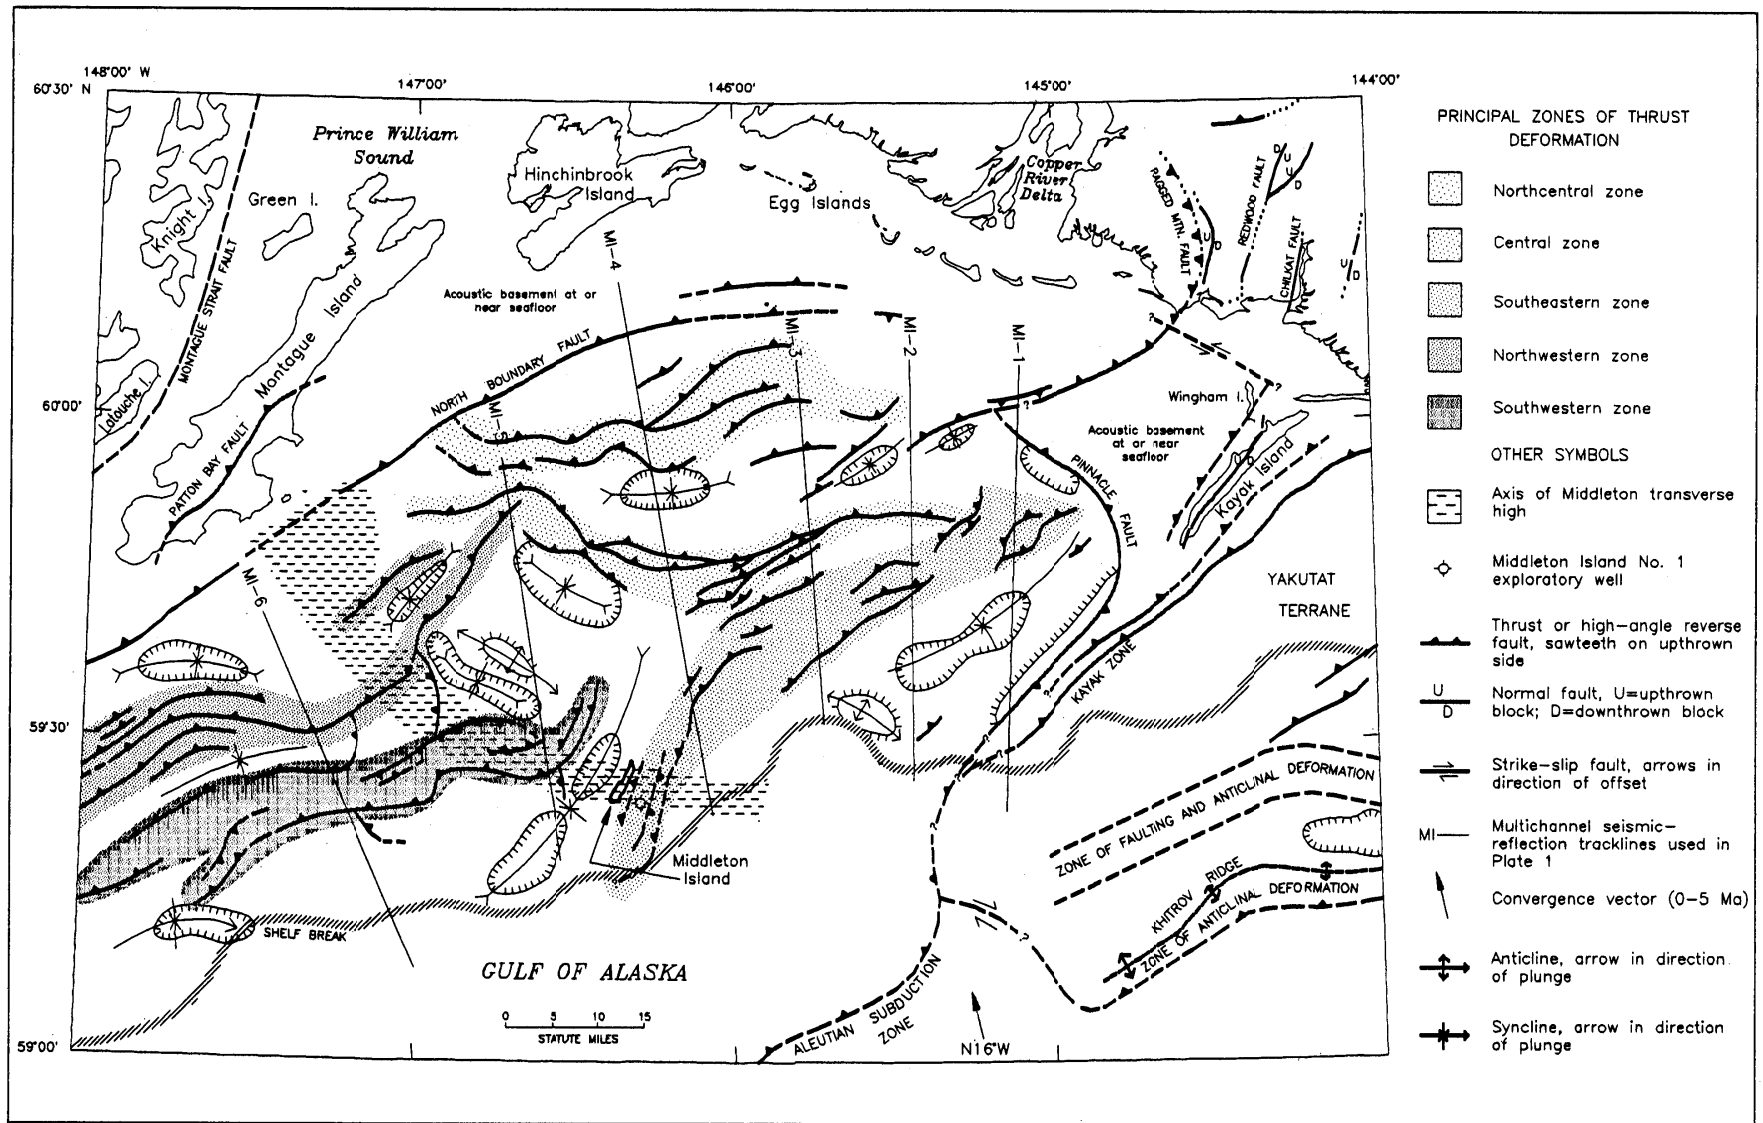 148°00' W
147°00'
146°00'
145°00'
144°00'
60°30' N
60°00'
59°30'
59°00'
Prince William
Sound
Green I.
Knight I.
Latouche I.
MONTAGUE STRAIT FAULT
Montague Island
PATTON BAY FAULT
Hinchinbrook
Island
Egg Islands
Copper
River
Delta
RAGGED MTN. FAULT
U
D
REDWOOD FAULT
D
U
D
CHILKAT FAULT
U
D
MI-4
Acoustic basement at or
near seafloor
NORTH BOUNDARY FAULT
MI-3
MI-2
MI-1
MI-5
MI-6
?
?
?
Wingham I.
Acoustic basement
at or near
seafloor
PINNACLE FAULT
Kayak Island
KAYAK ZONE
?
?
?
?
YAKUTAT
TERRANE
ZONE OF FAULTING AND ANTICLINAL DEFORMATION
KHITROV RIDGE
ZONE OF ANTICLINAL DEFORMATION
Middleton
Island
SHELF BREAK
GULF OF ALASKA
0 5 10 15
STATUTE MILES
ALEUTIAN SUBDUCTION
ZONE
N16°W
PRINCIPAL ZONES OF THRUST
DEFORMATION
Northcentral zone
Central zone
Southeastern zone
Northwestern zone
Southwestern zone
OTHER SYMBOLS
Axis of Middleton transverse
high
Middleton Island No. 1
exploratory well
Thrust or high-angle reverse
fault, sawteeth on upthrown
side
U
D
Normal fault, U=upthrown
block; D=downthrown block
Strike-slip fault, arrows in
direction of offset
MI
Multichannel seismic-
reflection tracklines used in
Plate 1
Convergence vector (0-5 Ma)
Anticline, arrow in direction
of plunge
Syncline, arrow in direction
of plunge